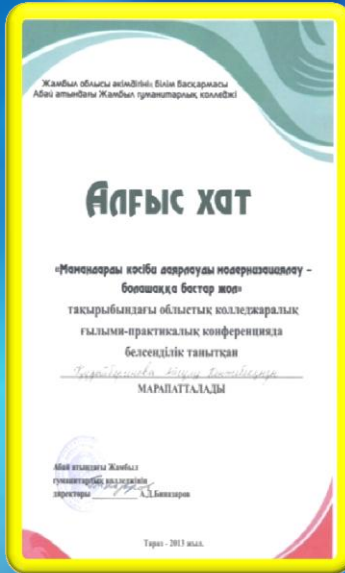 Жамбыл облысы әкімдігінің білім басқармасы
Абай атындағы Жамбыл гуманитарлық колледжі
Алғыс хат
«Мамандарды кәсіби даярлауды модернизациялау –
болашаққа бастар жол»
тақырыбындағы облыстық колледжаралық
ғылыми-практикалық конференцияда
белсенділік танытқан
МАРАПАТТАЛАДЫ
Абай атындағы Жамбыл
гуманитарлық колледжінің
директоры А.Д.
Тараз - 2013 жыл.